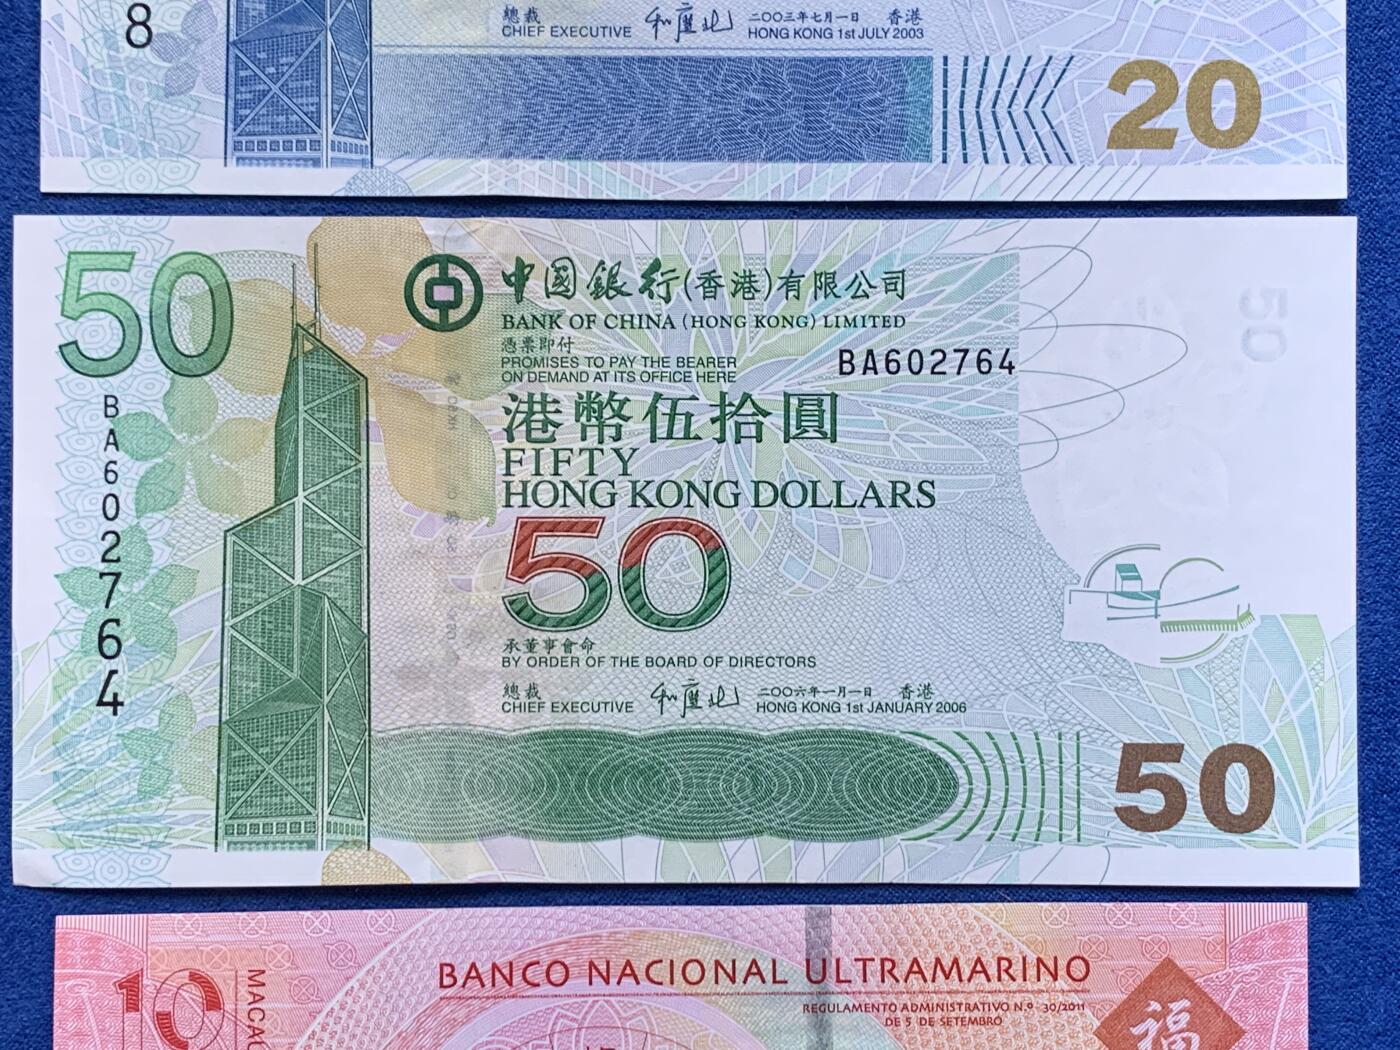 8
總裁
CHIEF EXECUTIVE
二〇〇三年七月一日 香港
HONG KONG 1st JULY 2003
20
50
中國銀行(香港)有限公司
BANK OF CHINA (HONG KONG) LIMITED
憑票即付
PROMISES TO PAY THE BEARER
ON DEMAND AT ITS OFFICE HERE
BA602764
BA602764
港幣伍拾圓
FIFTY
HONG KONG DOLLARS
50
承董事會命
BY ORDER OF THE BOARD OF DIRECTORS
總裁
CHIEF EXECUTIVE
二〇〇六年一月一日 香港
HONG KONG 1st JANUARY 2006
50
50
10
MACAU
BANCO NACIONAL ULTRAMARINO
REGULAMENTO ADMINISTRATIVO N.º 30/2011
DE 5 DE SETEMBRO
福